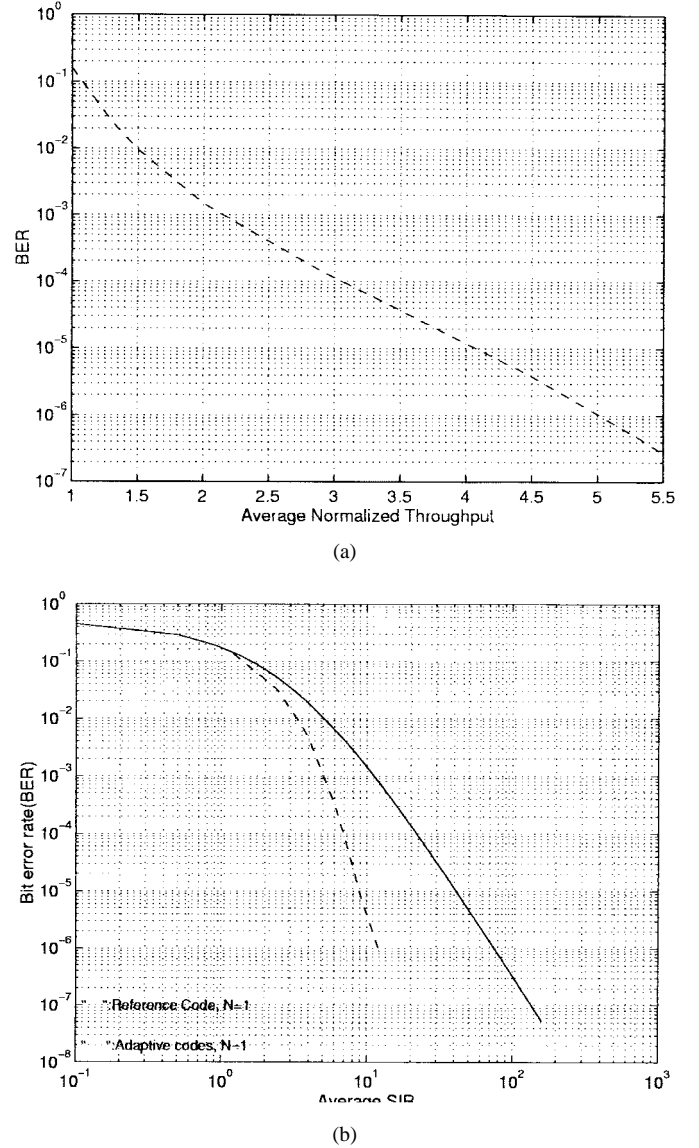 10^0
10^-1
10^-2
10^-3
10^-4
10^-5
10^-6
10^-7
BER
1 1.5 2 2.5 3 3.5 4 4.5 5 5.5
Average Normalized Throughput
(a)
10^0
10^-1
10^-2
10^-3
10^-4
10^-5
10^-6
10^-7
10^-8
Bit error rate(BER)
" ":Reference Code, N=1
" ":Adaptive codes, N=1
10^-1 10^0 10^1 10^2 10^3
Average SIR
(b)